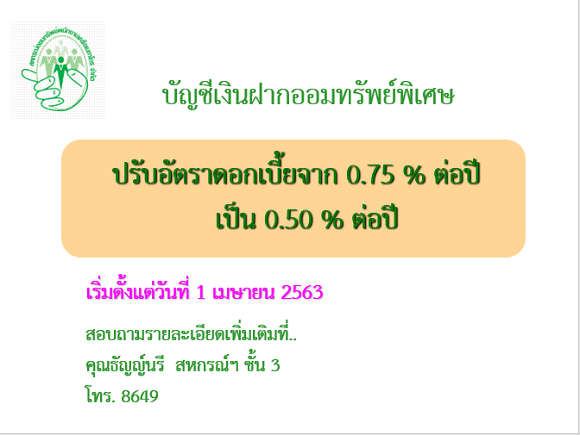 บัญชีเงินฝากออมทรัพย์พิเศษ
ปรับอัตราดอกเบี้ยจาก 0.75 % ต่อปี
เป็น 0.50 % ต่อปี
เริ่มตั้งแต่วันที่ 1 เมษายน 2563
สอบถามรายละเอียดเพิ่มเติมที่..
คุณธัญญ์นรี สหกรณ์ฯ ชั้น 3
โทร. 8649